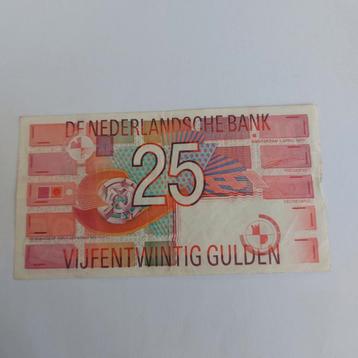 DE NEDERLANDSCHE BANK
25
VIJFENTWINTIG GULDEN